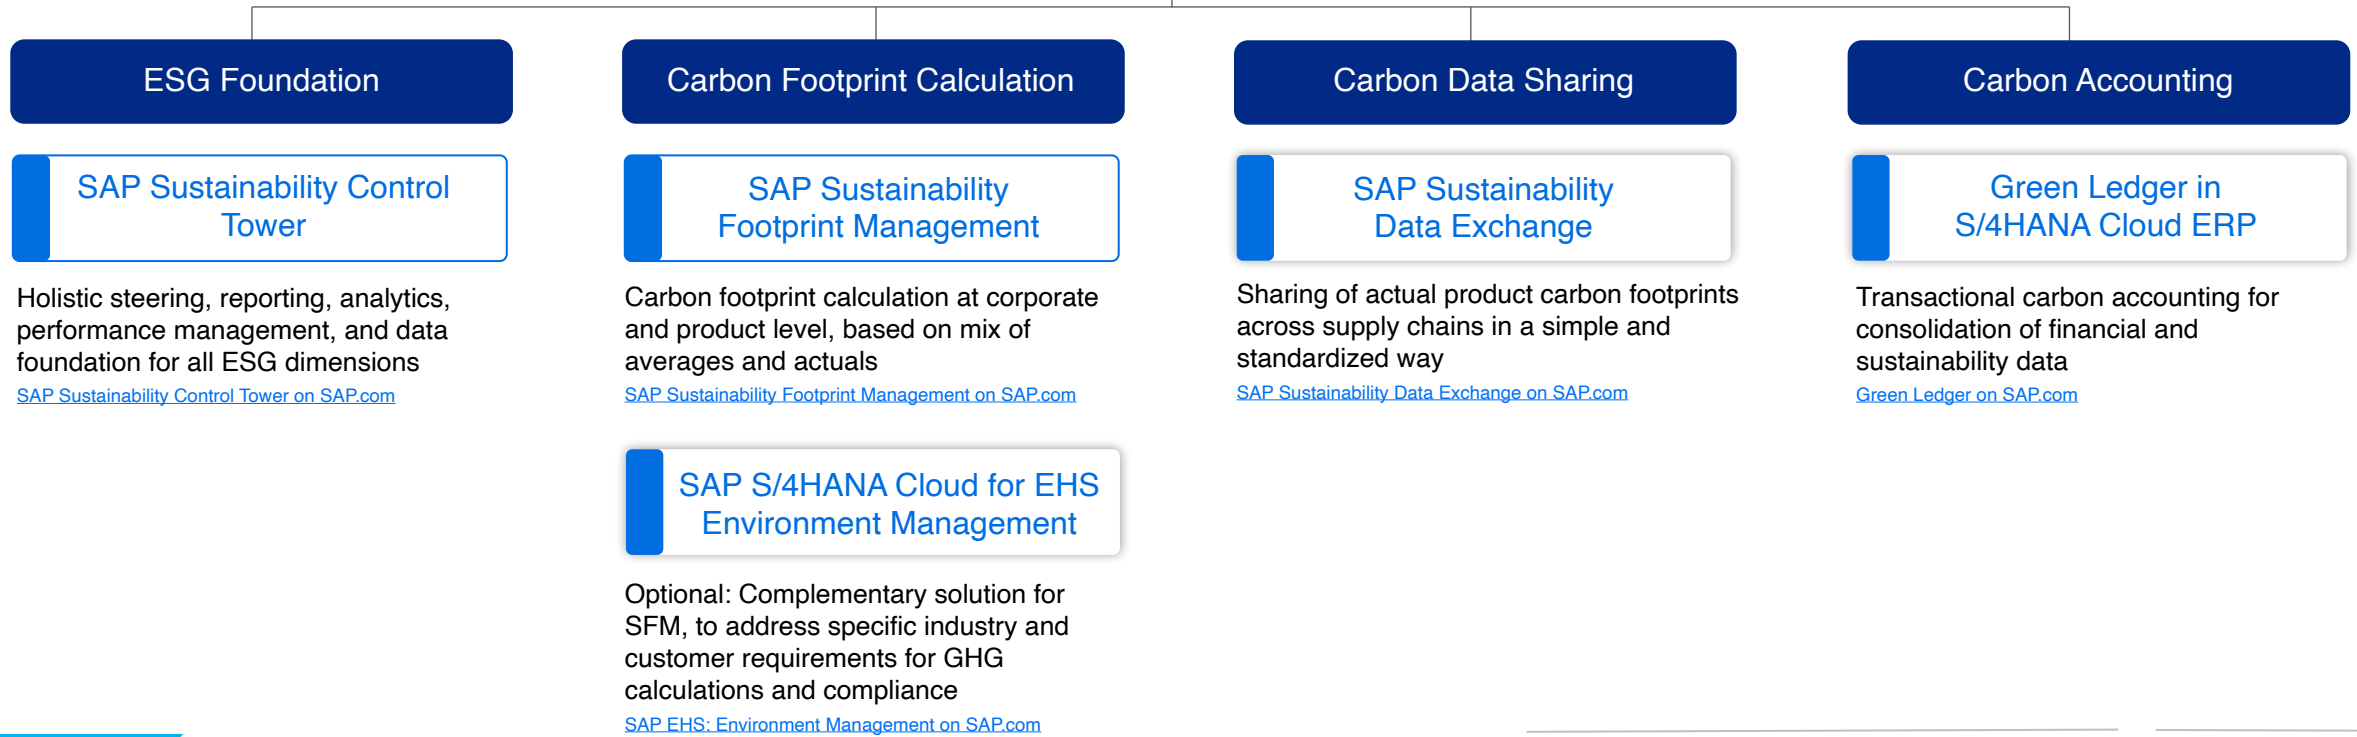 ESG Foundation
SAP Sustainability Control
Tower
Holistic steering, reporting, analytics,
performance management, and data
foundation for all ESG dimensions
SAP Sustainability Control Tower on SAP.com
Carbon Footprint Calculation
SAP Sustainability
Footprint Management
Carbon footprint calculation at corporate
and product level, based on mix of
averages and actuals
SAP Sustainability Footprint Management on SAP.com
SAP S/4HANA Cloud for EHS
Environment Management
Optional: Complementary solution for
SFM, to address specific industry and
customer requirements for GHG
calculations and compliance
SAP EHS: Environment Management on SAP.com
Carbon Data Sharing
SAP Sustainability
Data Exchange
Sharing of actual product carbon footprints
across supply chains in a simple and
standardized way
SAP Sustainability Data Exchange on SAP.com
Carbon Accounting
Green Ledger in
S/4HANA Cloud ERP
Transactional carbon accounting for
consolidation of financial and
sustainability data
Green Ledger on SAP.com